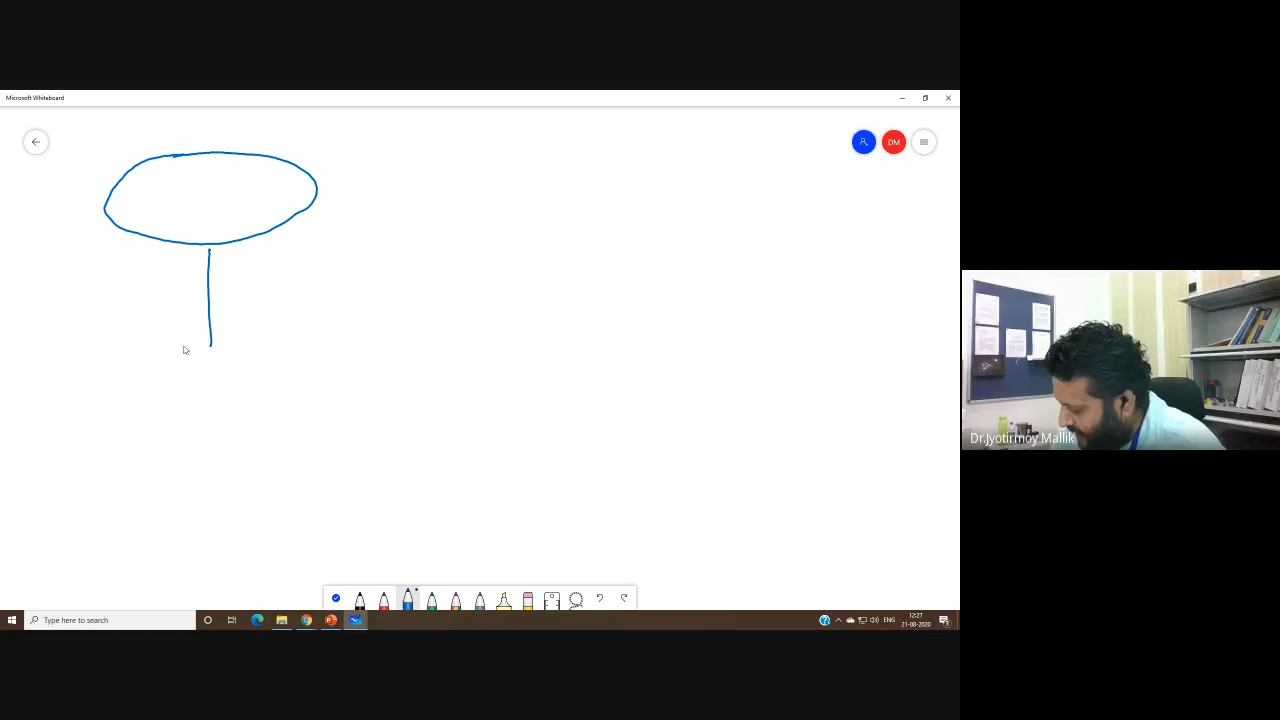 Microsoft Whiteboard
DM
Dr.Jyotirmoy Mallik
Type here to search
ENG
12:27
21-08-2020